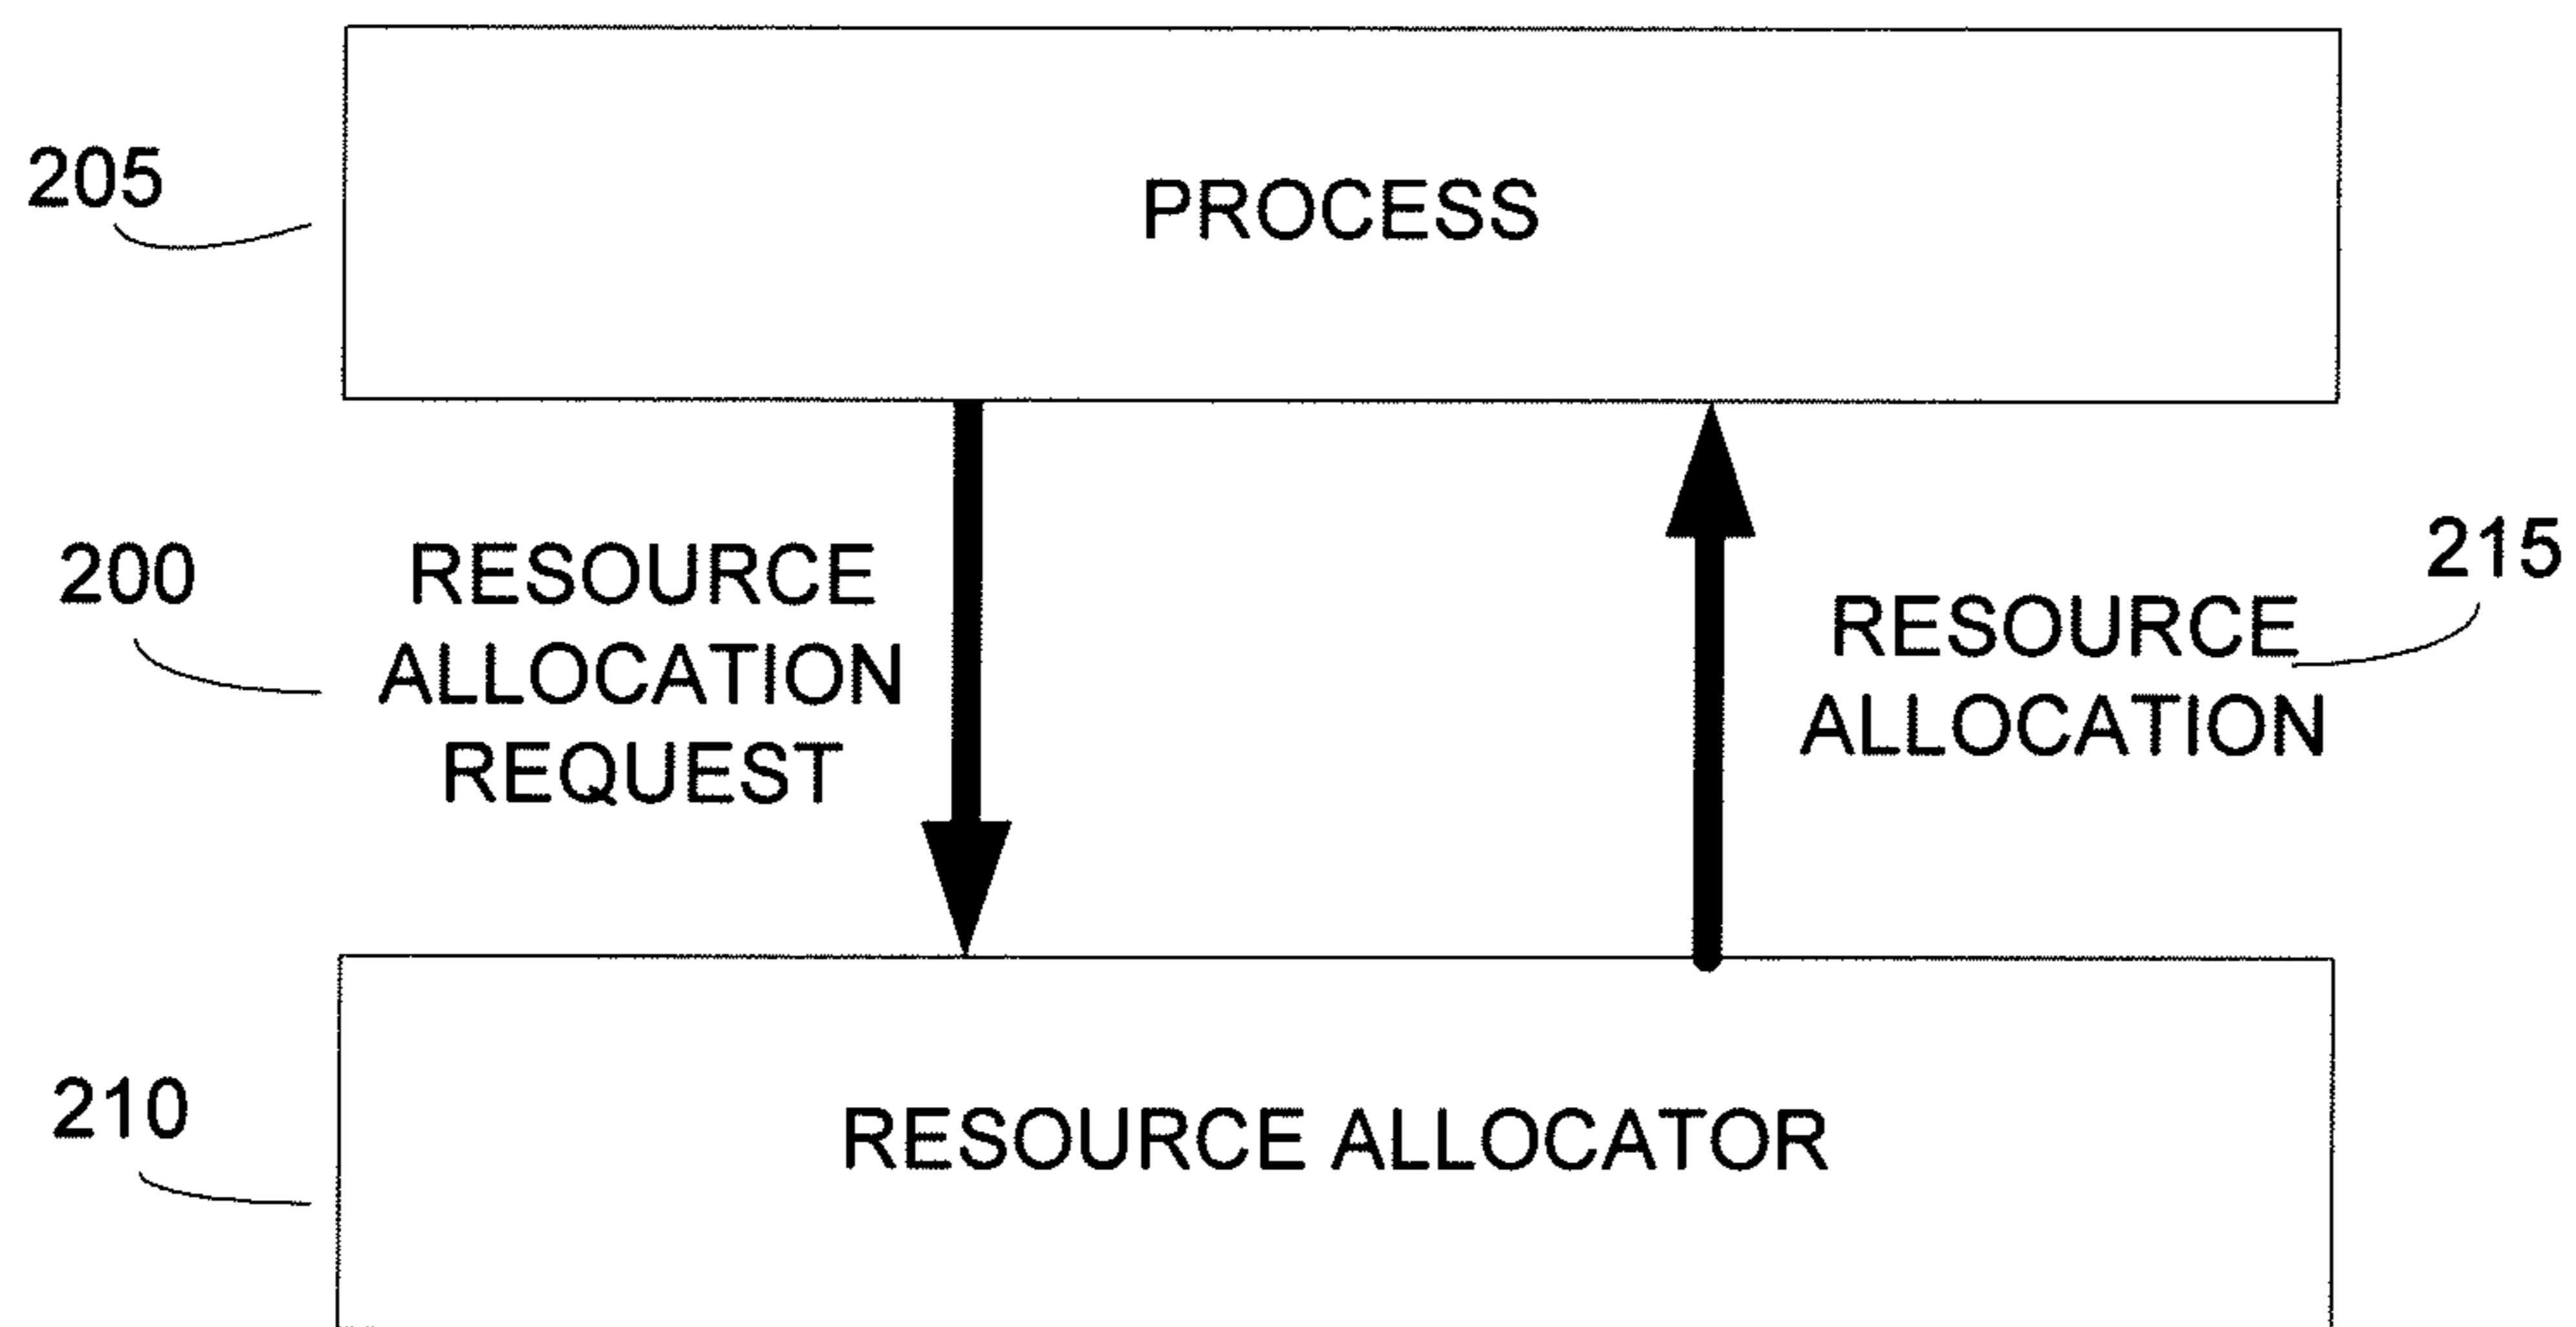 205
PROCESS
200
RESOURCE
ALLOCATION
REQUEST
215
RESOURCE
ALLOCATION
210
RESOURCE ALLOCATOR